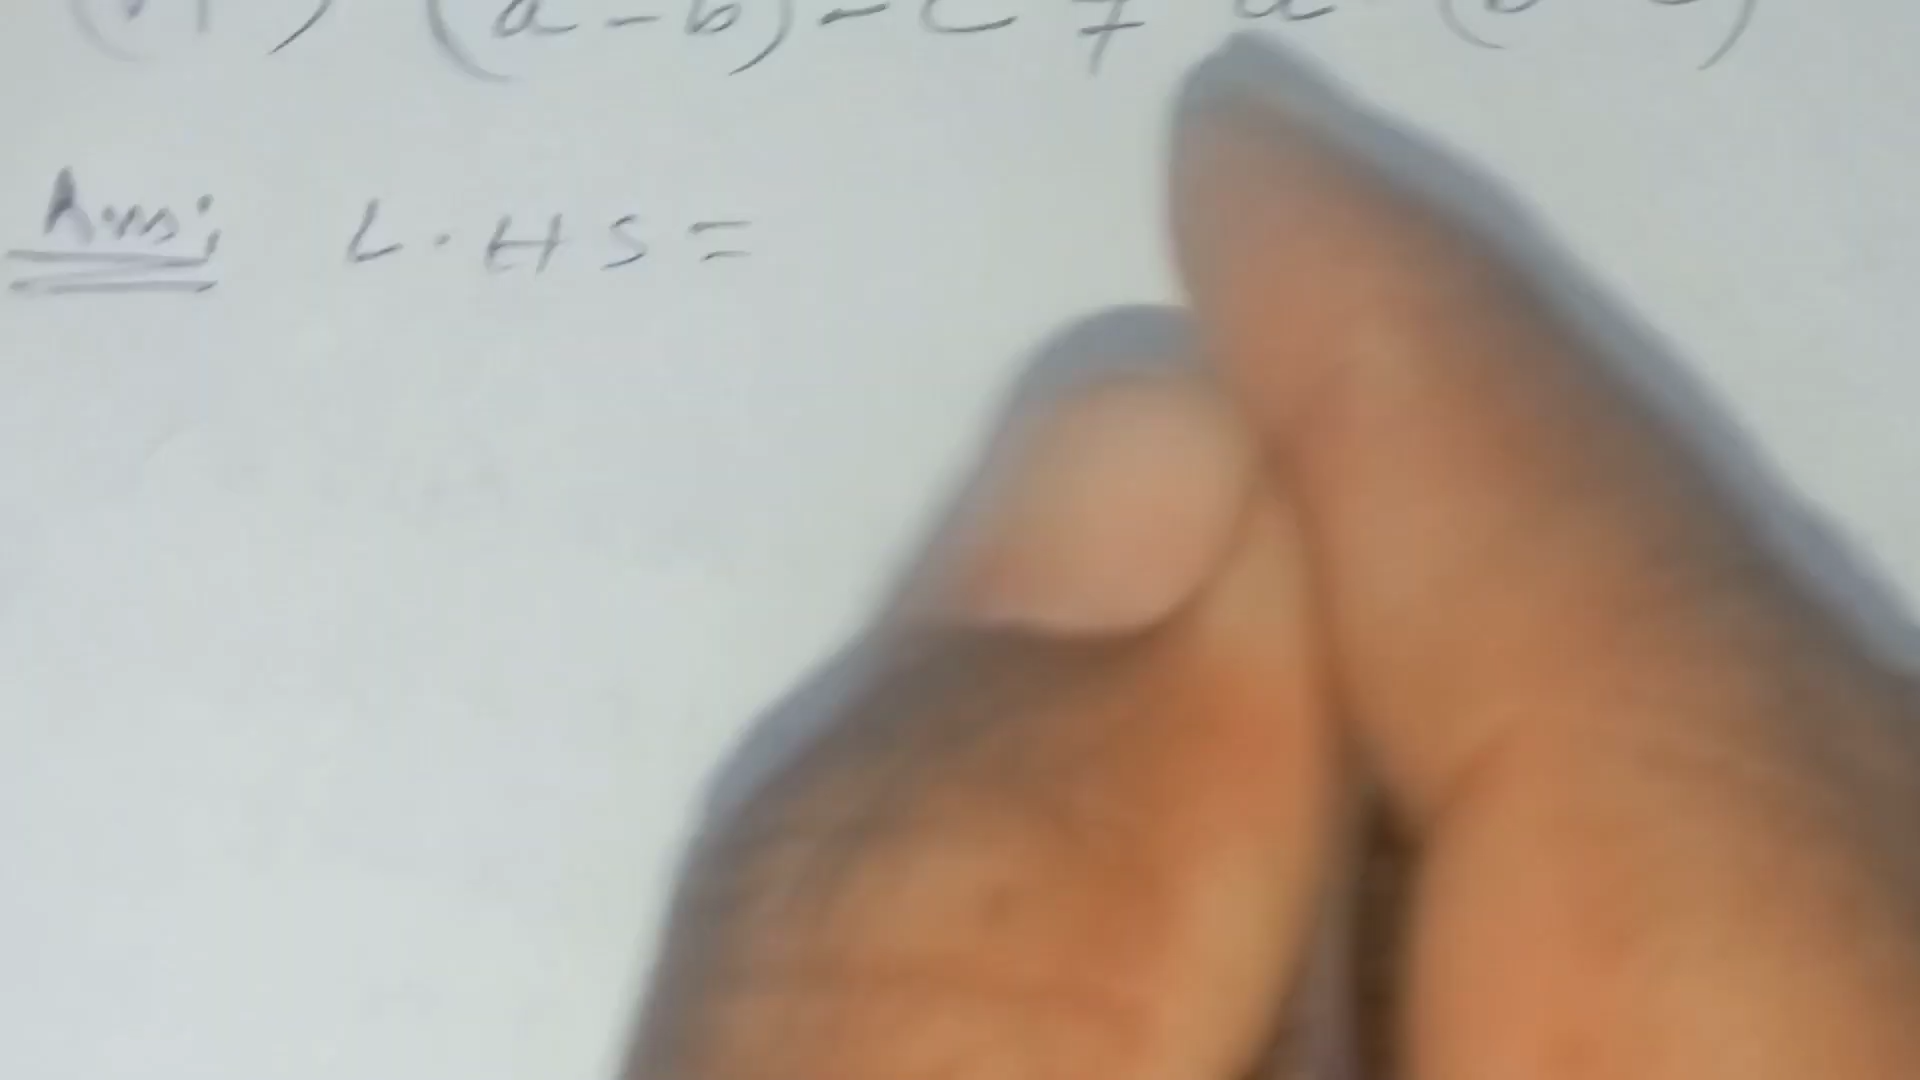 (a-b)-c ≠ a-(b-c)
Ans; L.HS=